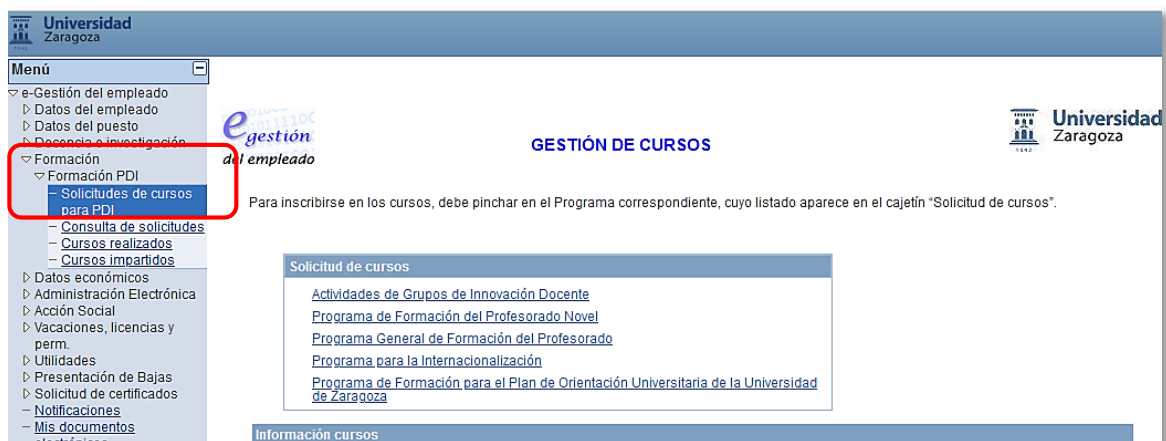 Universidad
Zaragoza
1542
Menú
e-Gestión del empleado
Datos del empleado
Datos del puesto
Docencia e investigación
Formación
Formación PDI
Solicitudes de cursos
para PDI
Consulta de solicitudes
Cursos realizados
Cursos impartidos
Datos económicos
Administración Electrónica
Acción Social
Vacaciones, licencias y
perm.
Utilidades
Presentación de Bajas
Solicitud de certificados
Notificaciones
Mis documentos
electrónicos
e gestión
del empleado
GESTIÓN DE CURSOS
Universidad
Zaragoza
1542
Para inscribirse en los cursos, debe pinchar en el Programa correspondiente, cuyo listado aparece en el cajetín “Solicitud de cursos”.
Solicitud de cursos
Actividades de Grupos de Innovación Docente
Programa de Formación del Profesorado Novel
Programa General de Formación del Profesorado
Programa para la Internacionalización
Programa de Formación para el Plan de Orientación Universitaria de la Universidad
de Zaragoza
Información cursos